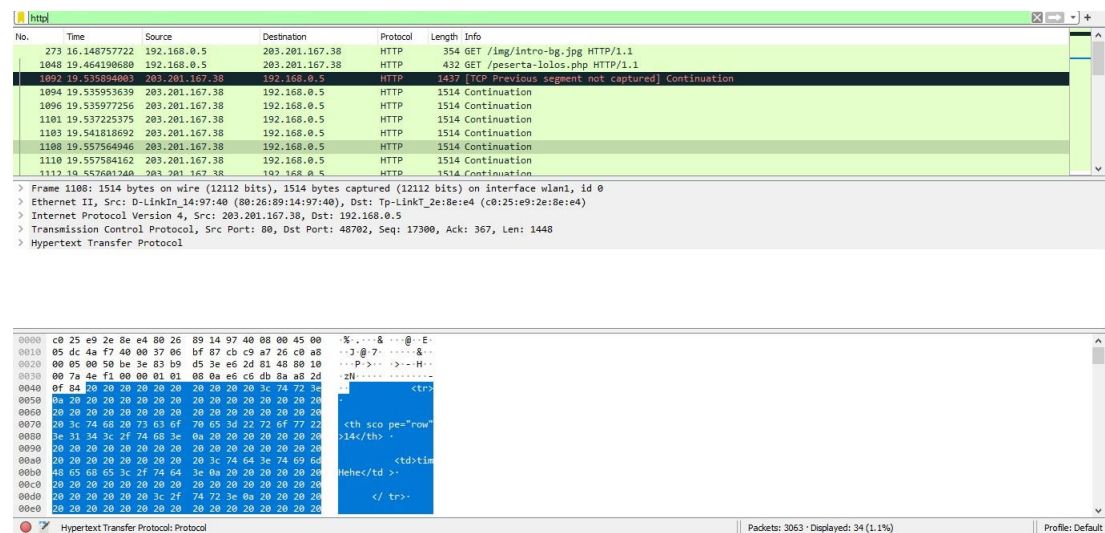 http
No. Time Source Destination Protocol Length Info
273 16.148757722 192.168.0.5 203.201.167.38 HTTP 354 GET /img/intro-bg.jpg HTTP/1.1
1048 19.464190680 192.168.0.5 203.201.167.38 HTTP 432 GET /peserta-lolos.php HTTP/1.1
1092 19.535894003 203.201.167.38 192.168.0.5 HTTP 1437 [TCP Previous segment not captured] Continuation
1094 19.535953639 203.201.167.38 192.168.0.5 HTTP 1514 Continuation
1096 19.535977256 203.201.167.38 192.168.0.5 HTTP 1514 Continuation
1101 19.537225375 203.201.167.38 192.168.0.5 HTTP 1514 Continuation
1103 19.541818692 203.201.167.38 192.168.0.5 HTTP 1514 Continuation
1108 19.557564946 203.201.167.38 192.168.0.5 HTTP 1514 Continuation
1110 19.557584162 203.201.167.38 192.168.0.5 HTTP 1514 Continuation
1112 19.557601240 203.201.167.38 192.168.0.5 HTTP 1514 Continuation
> Frame 1108: 1514 bytes on wire (12112 bits), 1514 bytes captured (12112 bits) on interface wlan1, id 0
> Ethernet II, Src: D-LinkIn_14:97:40 (80:26:89:14:97:40), Dst: Tp-LinkT_2e:8e:e4 (c0:25:e9:2e:8e:e4)
> Internet Protocol Version 4, Src: 203.201.167.38, Dst: 192.168.0.5
> Transmission Control Protocol, Src Port: 80, Dst Port: 48702, Seq: 17300, Ack: 367, Len: 1448
> Hypertext Transfer Protocol
0000 c0 25 e9 2e 8e e4 80 26 89 14 97 40 08 00 45 00 ·%·.···& ···@··E·
0010 05 dc 4a f7 40 00 37 06 bf 87 cb c9 a7 26 c0 a8 ··J·@·7· ·····&··
0020 00 05 00 50 be 3e 83 b9 d5 3e e6 2d 81 48 80 10 ···P·>·· ·>·-·H··
0030 00 7a 4e f1 00 00 01 01 08 0a e6 c6 db 8a a8 2d ·zN····· ·······-
0040 0f 84 20 20 20 20 20 20 20 20 20 20 3c 74 72 3e ·· <tr>
0050 0a 20 20 20 20 20 20 20 20 20 20 20 20 20 20 20 ·
0060 20 20 20 20 20 20 20 20 20 20 20 20 20 20 20 20
0070 20 3c 74 68 20 73 63 6f 70 65 3d 22 72 6f 77 22 <th sco pe="row"
0080 3e 31 34 3c 2f 74 68 3e 0a 20 20 20 20 20 20 20 >14</th> ·
0090 20 20 20 20 20 20 20 20 20 20 20 20 20 20 20 20
00a0 20 20 20 20 20 20 20 20 20 3c 74 64 3e 74 69 6d <td>tim
00b0 48 65 68 65 3c 2f 74 64 3e 0a 20 20 20 20 20 20 Hehe</td >·
00c0 20 20 20 20 20 20 20 20 20 20 20 20 20 20 20 20
00d0 20 20 20 20 20 20 3c 2f 74 72 3e 0a 20 20 20 20 </ tr>·
00e0 20 20 20 20 20 20 20 20 20 20 20 20 20 20 20 20
Hypertext Transfer Protocol: Protocol Packets: 3063 · Displayed: 34 (1.1%) Profile: Default